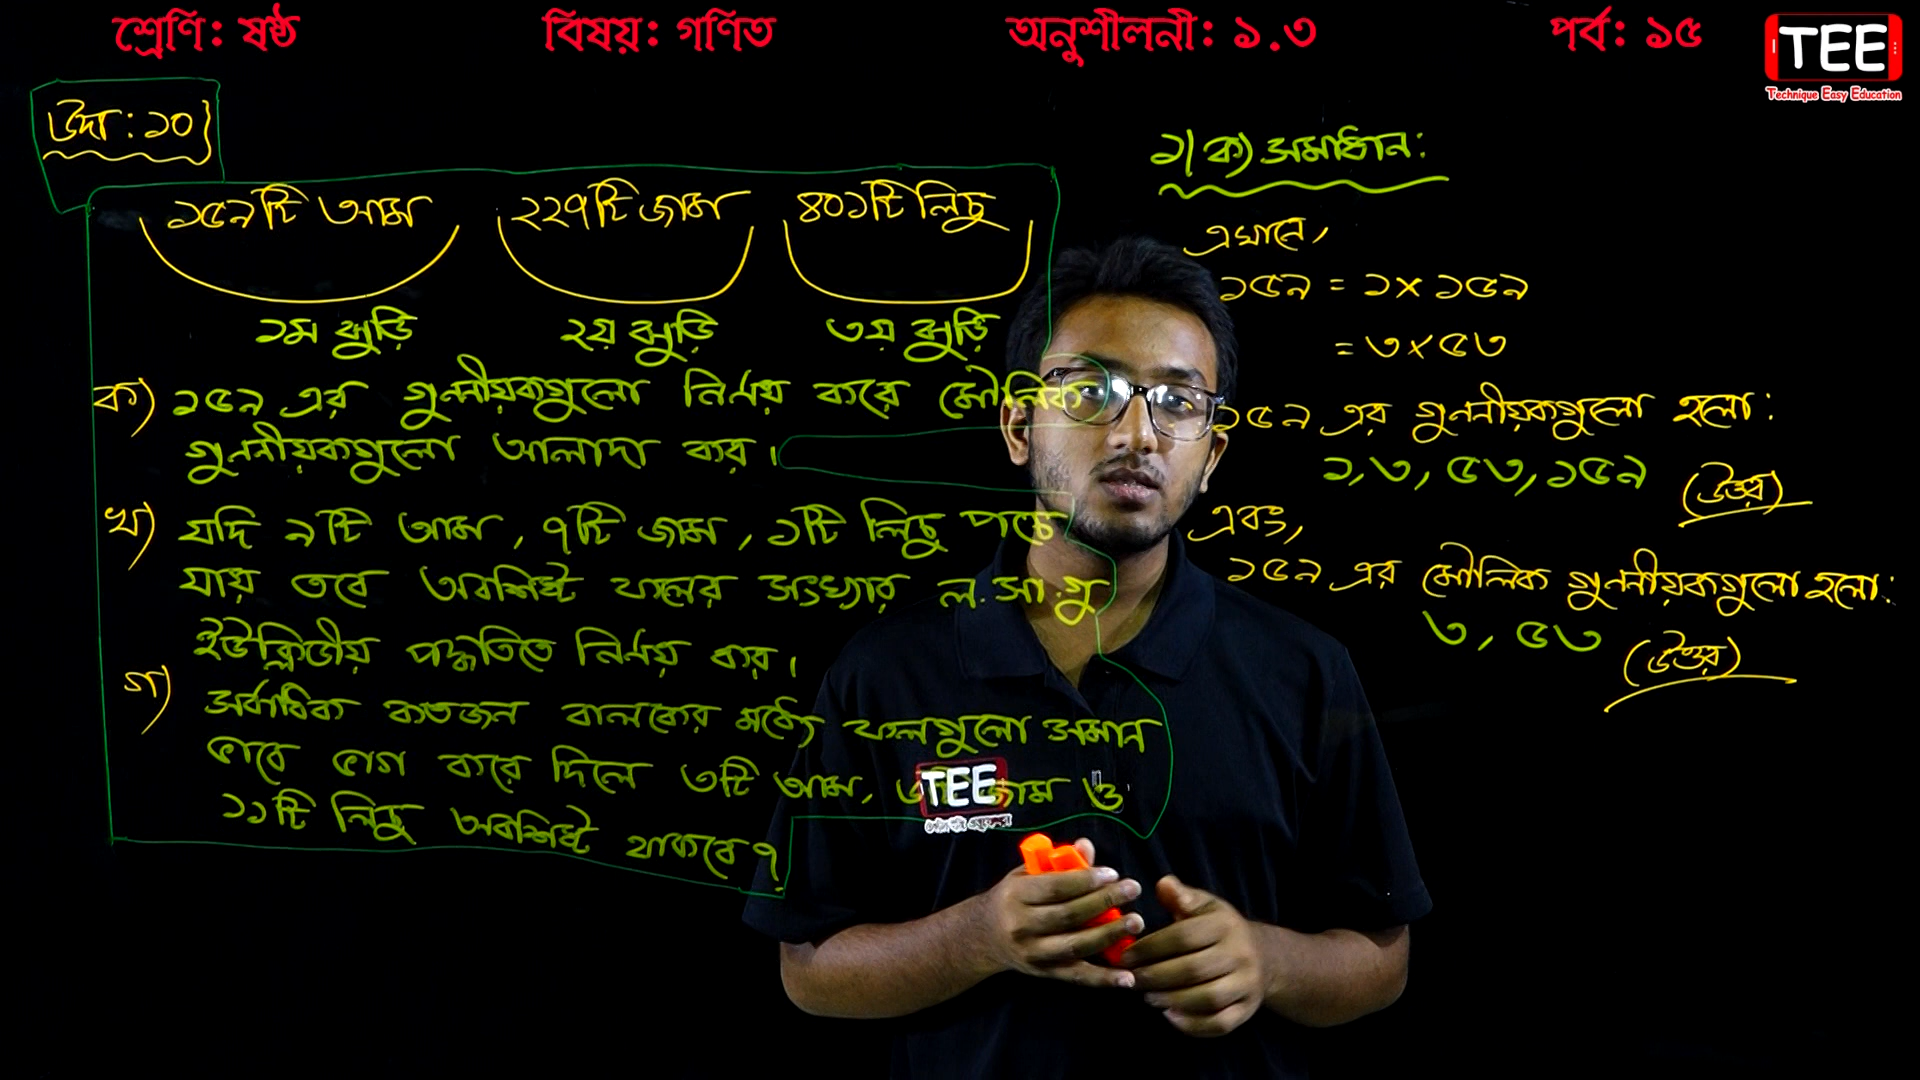 শ্রেণি: ষষ্ঠ
বিষয়: গণিত
অনুশীলনী: ১.৩
পর্ব: ১৫
TEE
Technique Easy Education
উদা: ১০
১৫৯টি আম
২২৭টি জাম
৪০১টি লিচু
১ম ঝুড়ি
২য় ঝুড়ি
৩য় ঝুড়ি
ক) ১৫৯ এর গুননীয়কগুলো নির্ণয় করে মৌলিক
গুননীয়কগুলো আলাদা কর।
খ) যদি ৯টি আম, ৭টি জাম, ১টি লিচু পচে
যায় তবে অবশিষ্ট ফলের সংখ্যার ল.সা.গু
ইউক্লিডীয় পদ্ধতিতে নির্ণয় কর।
গ) সর্বাধিক কতজন বালকের মধ্যে ফলগুলো সমান
ভাবে ভাগ করে দিলে ৩টি আম, জাম ও
১১টি লিচু অবশিষ্ট থাকবে?
১।ক) সমাধান:
এখানে,
১৫৯ = ১×১৫৯
= ৩×৫৩
১৫৯ এর গুননীয়কগুলো হলো:
১, ৩, ৫৩, ১৫৯ (উত্তর)
এবং,
১৫৯ এর মৌলিক গুননীয়কগুলো হলো:
৩, ৫৩ (উত্তর)
TEE